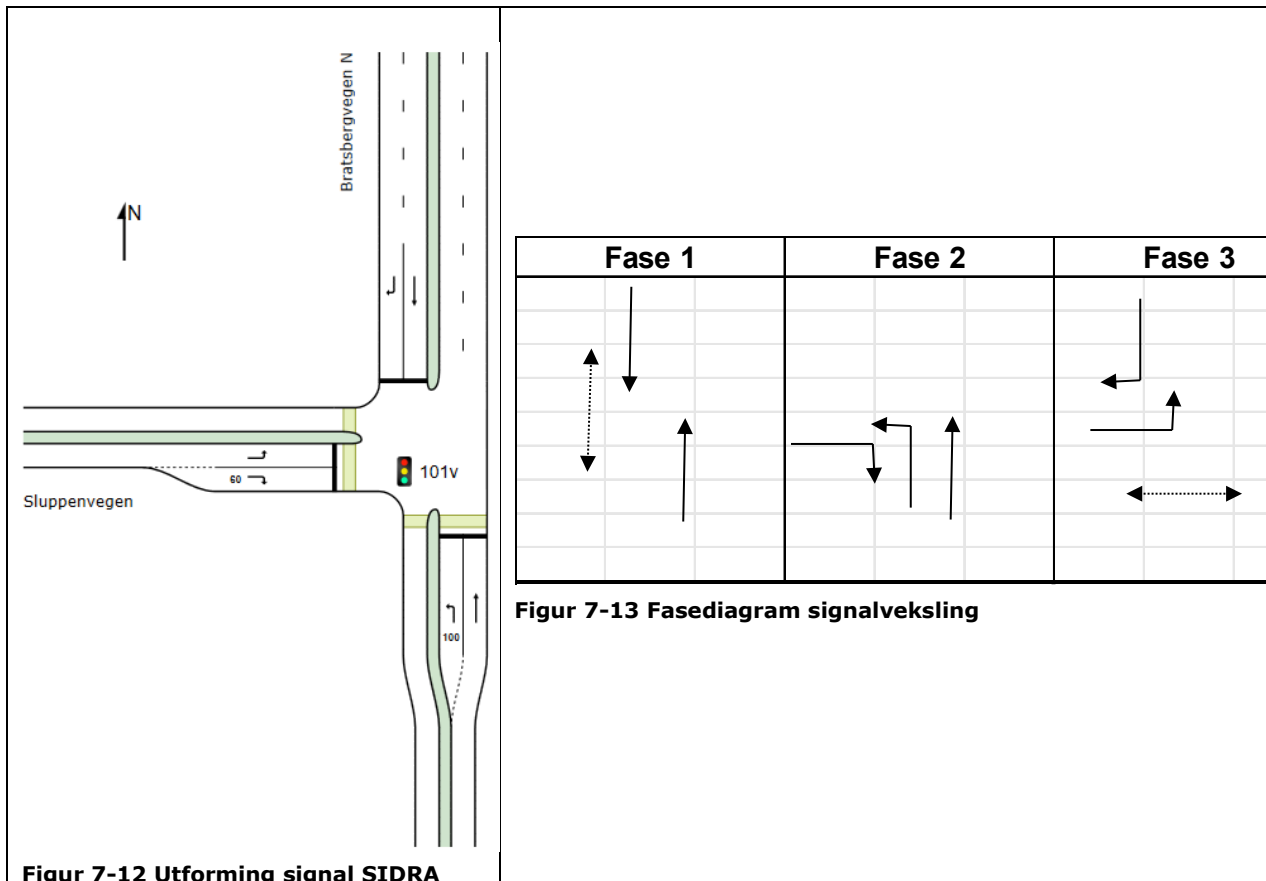 Bratsbergvegen N
N
60
Sluppenvegen
101v
100
Figur 7-12 Utforming signal SIDRA
Fase 1 Fase 2 Fase 3
Figur 7-13 Fasediagram signalveksling